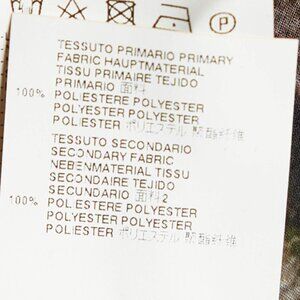 TESSUTO PRIMARIO PRIMARY
FABRIC HAUPTMATERIAL
TISSU PRIMAIRE TEJIDO
PRIMARIO 面料
100% POLIESTERE POLYESTER
POLYESTER POLYESTER
POLIESTER ポリエステル 聚酯纤维
TESSUTO SECONDARIO
SECONDARY FABRIC
NEBENMATERIAL TISSU
SECONDAIRE TEJIDO
SECUNDARIO 面料2
100% POLIESTERE POLYESTER
POLYESTER POLYESTER
POLIESTER ポリエステル 聚酯纤维